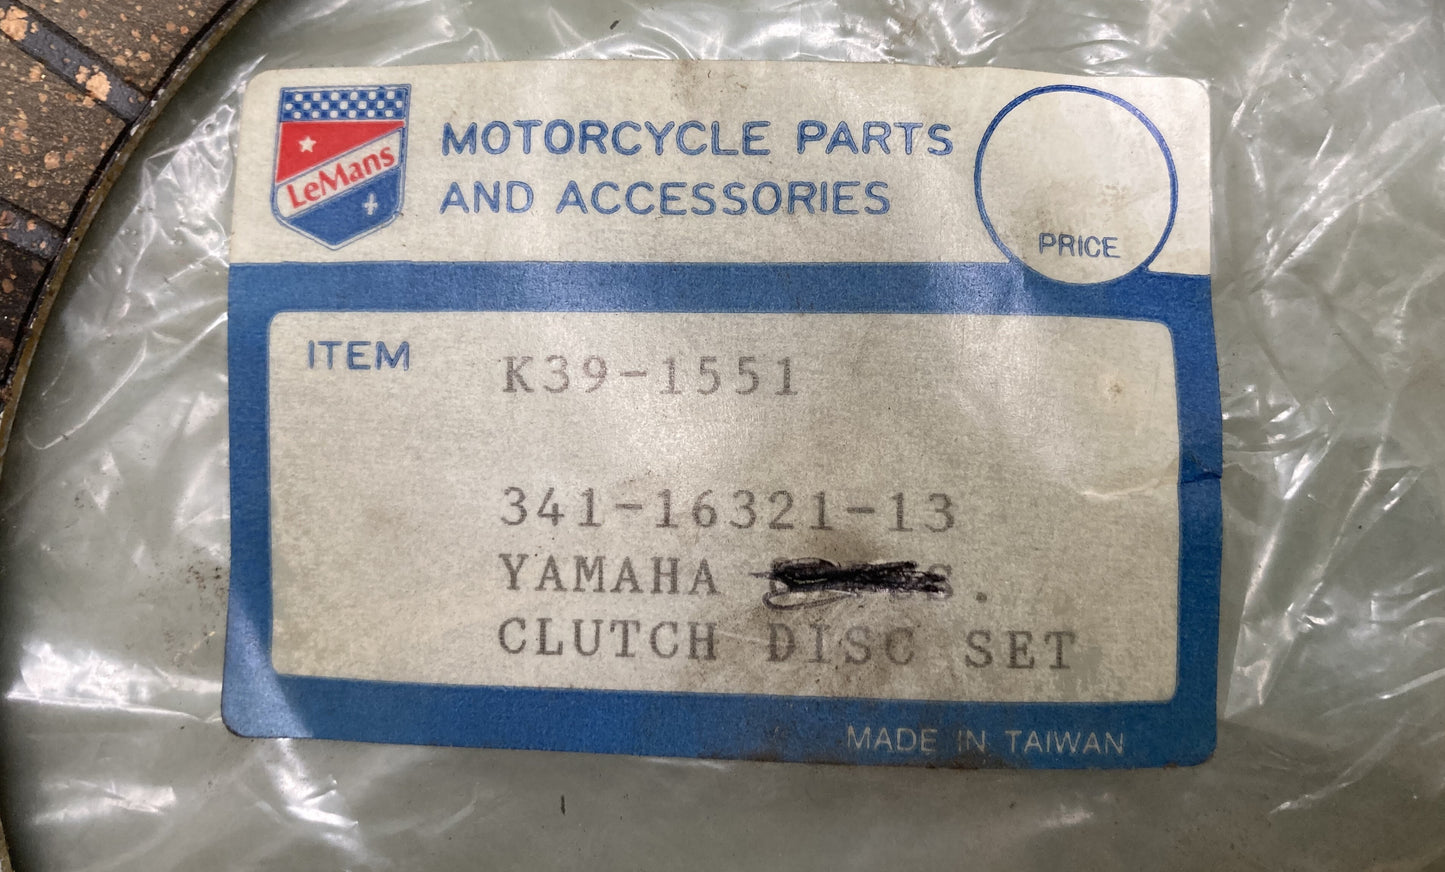 LeMans
MOTORCYCLE PARTS
AND ACCESSORIES
PRICE
ITEM
K39-1551
341-16321-13
YAMAHA .
CLUTCH DISC SET
MADE IN TAIWAN